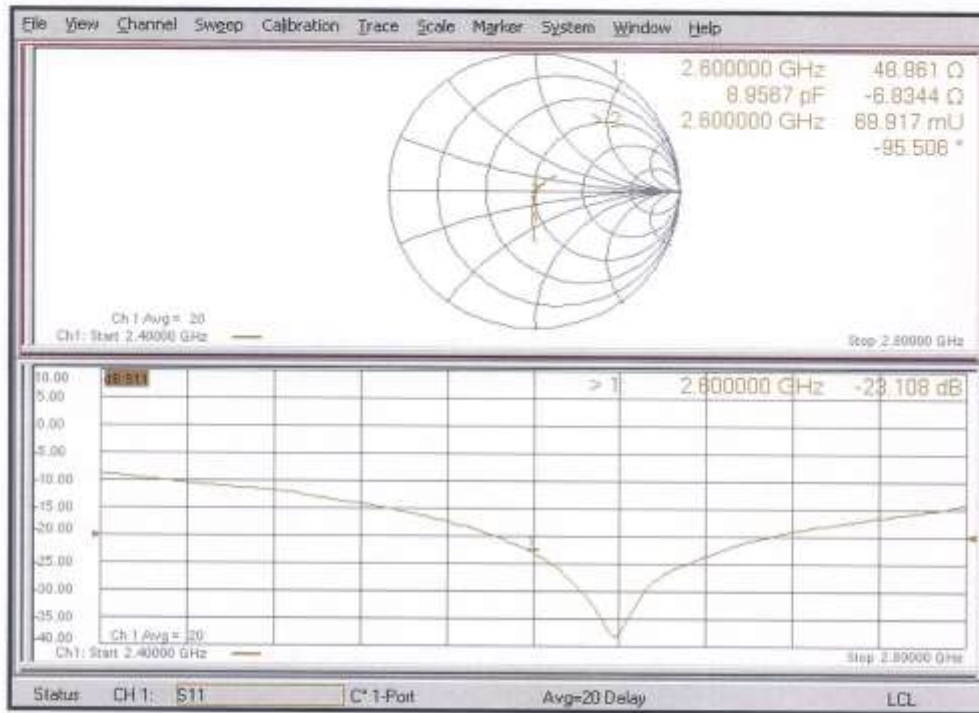 File View Channel Sweep Calibration Trace Scale Marker System Window Help
1: 2.600000 GHz 48.861 Ω
8.9567 pF -6.8344 Ω
> 2: 2.600000 GHz 69.917 mU
-95.506 °
Ch 1 Avg = 20
Ch1: Start 2.40000 GHz
Stop 2.80000 GHz
10.00 dB S11
> 1: 2.600000 GHz -23.108 dB
5.00
0.00
-5.00
-10.00
-15.00
-20.00
-25.00
-30.00
-35.00
-40.00
Ch 1 Avg = 20
Ch1: Start 2.40000 GHz
Stop 2.80000 GHz
Status CH 1: S11 C* 1-Port Avg=20 Delay LCL